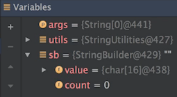 Variables
args = {String[0]@441}
utils = {StringUtilities@427}
sb = {StringBuilder@429} ""
value = {char[16]@438}
count = 0